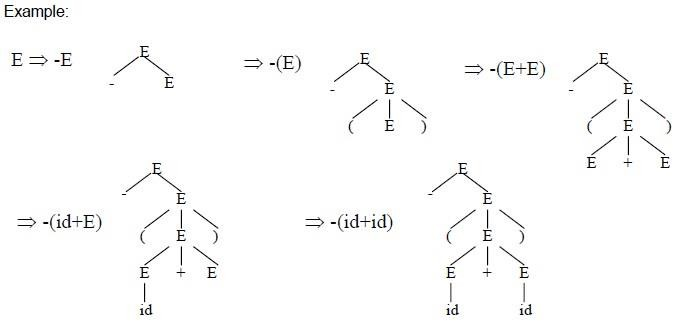 Example:
E ⇒ -E
E
- E
⇒ -(E)
E
- E
( E )
⇒ -(E+E)
E
- E
( E )
E + E
⇒ -(id+E)
E
- E
( E )
E + E
id
⇒ -(id+id)
E
- E
( E )
E + E
id id